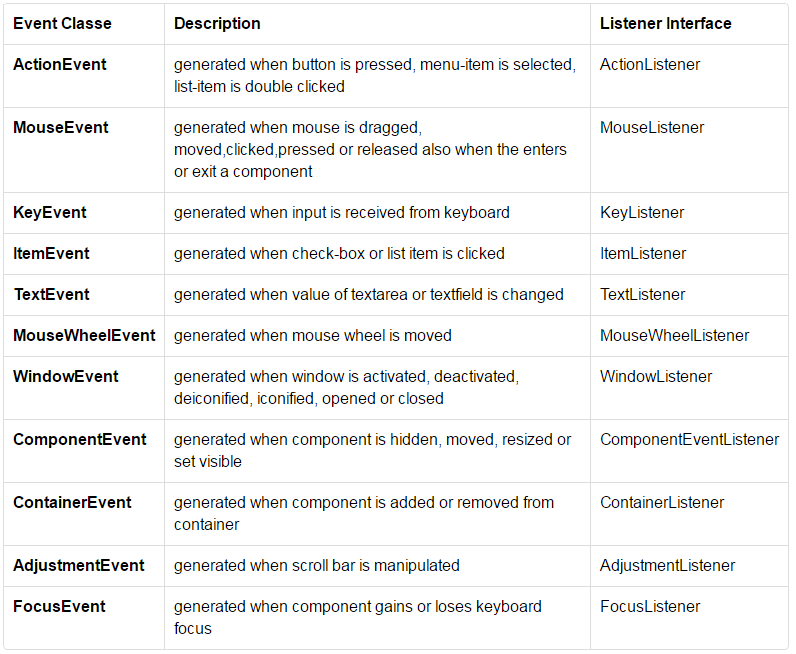 Event Classe Description Listener Interface
ActionEvent generated when button is pressed, menu-item is selected, ActionListener
list-item is double clicked
MouseEvent generated when mouse is dragged, MouseListener
moved,clicked,pressed or released also when the enters
or exit a component
KeyEvent generated when input is received from keyboard KeyListener
ItemEvent generated when check-box or list item is clicked ItemListener
TextEvent generated when value of textarea or textfield is changed TextListener
MouseWheelEvent generated when mouse wheel is moved MouseWheelListener
WindowEvent generated when window is activated, deactivated, WindowListener
deiconified, iconified, opened or closed
ComponentEvent generated when component is hidden, moved, resized or ComponentEventListener
set visible
ContainerEvent generated when component is added or removed from ContainerListener
container
AdjustmentEvent generated when scroll bar is manipulated AdjustmentListener
FocusEvent generated when component gains or loses keyboard FocusListener
focus